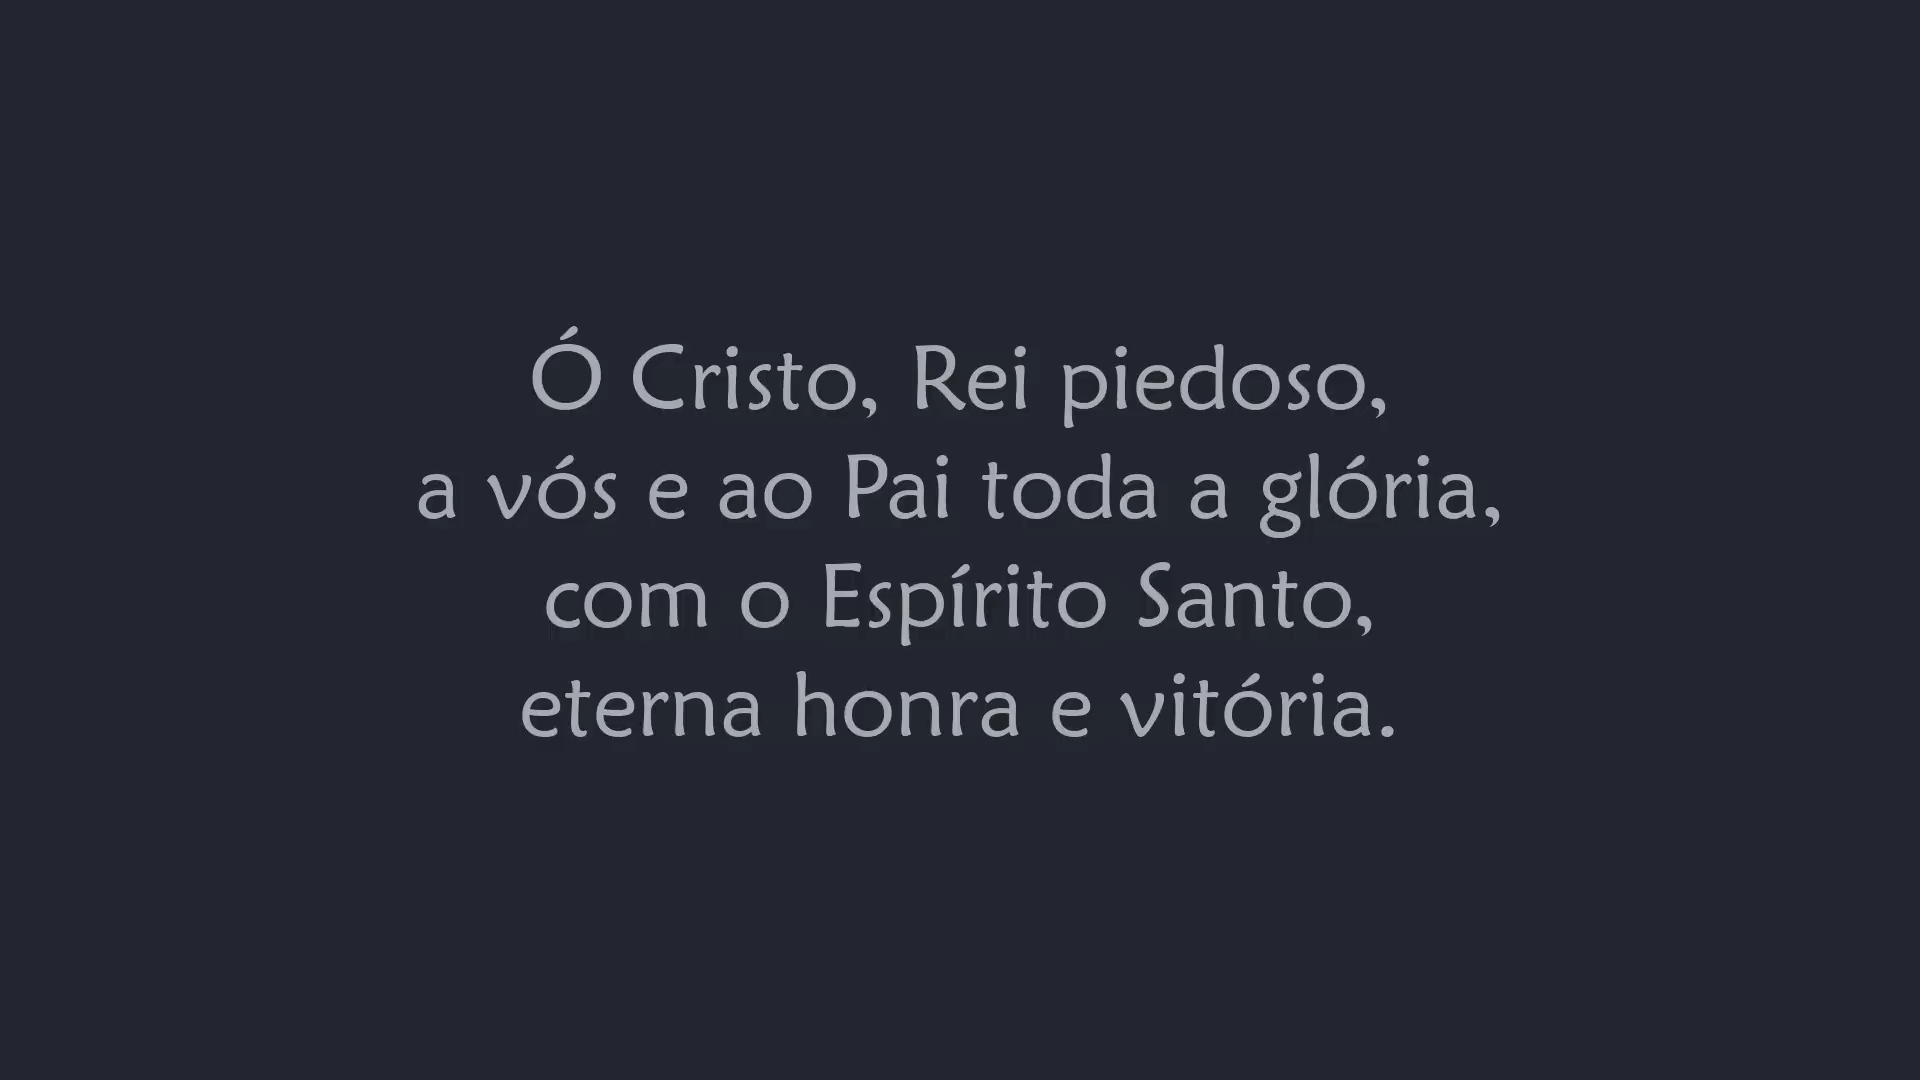 Ó Cristo, Rei piedoso,
a vós e ao Pai toda a glória,
com o Espírito Santo,
eterna honra e vitória.